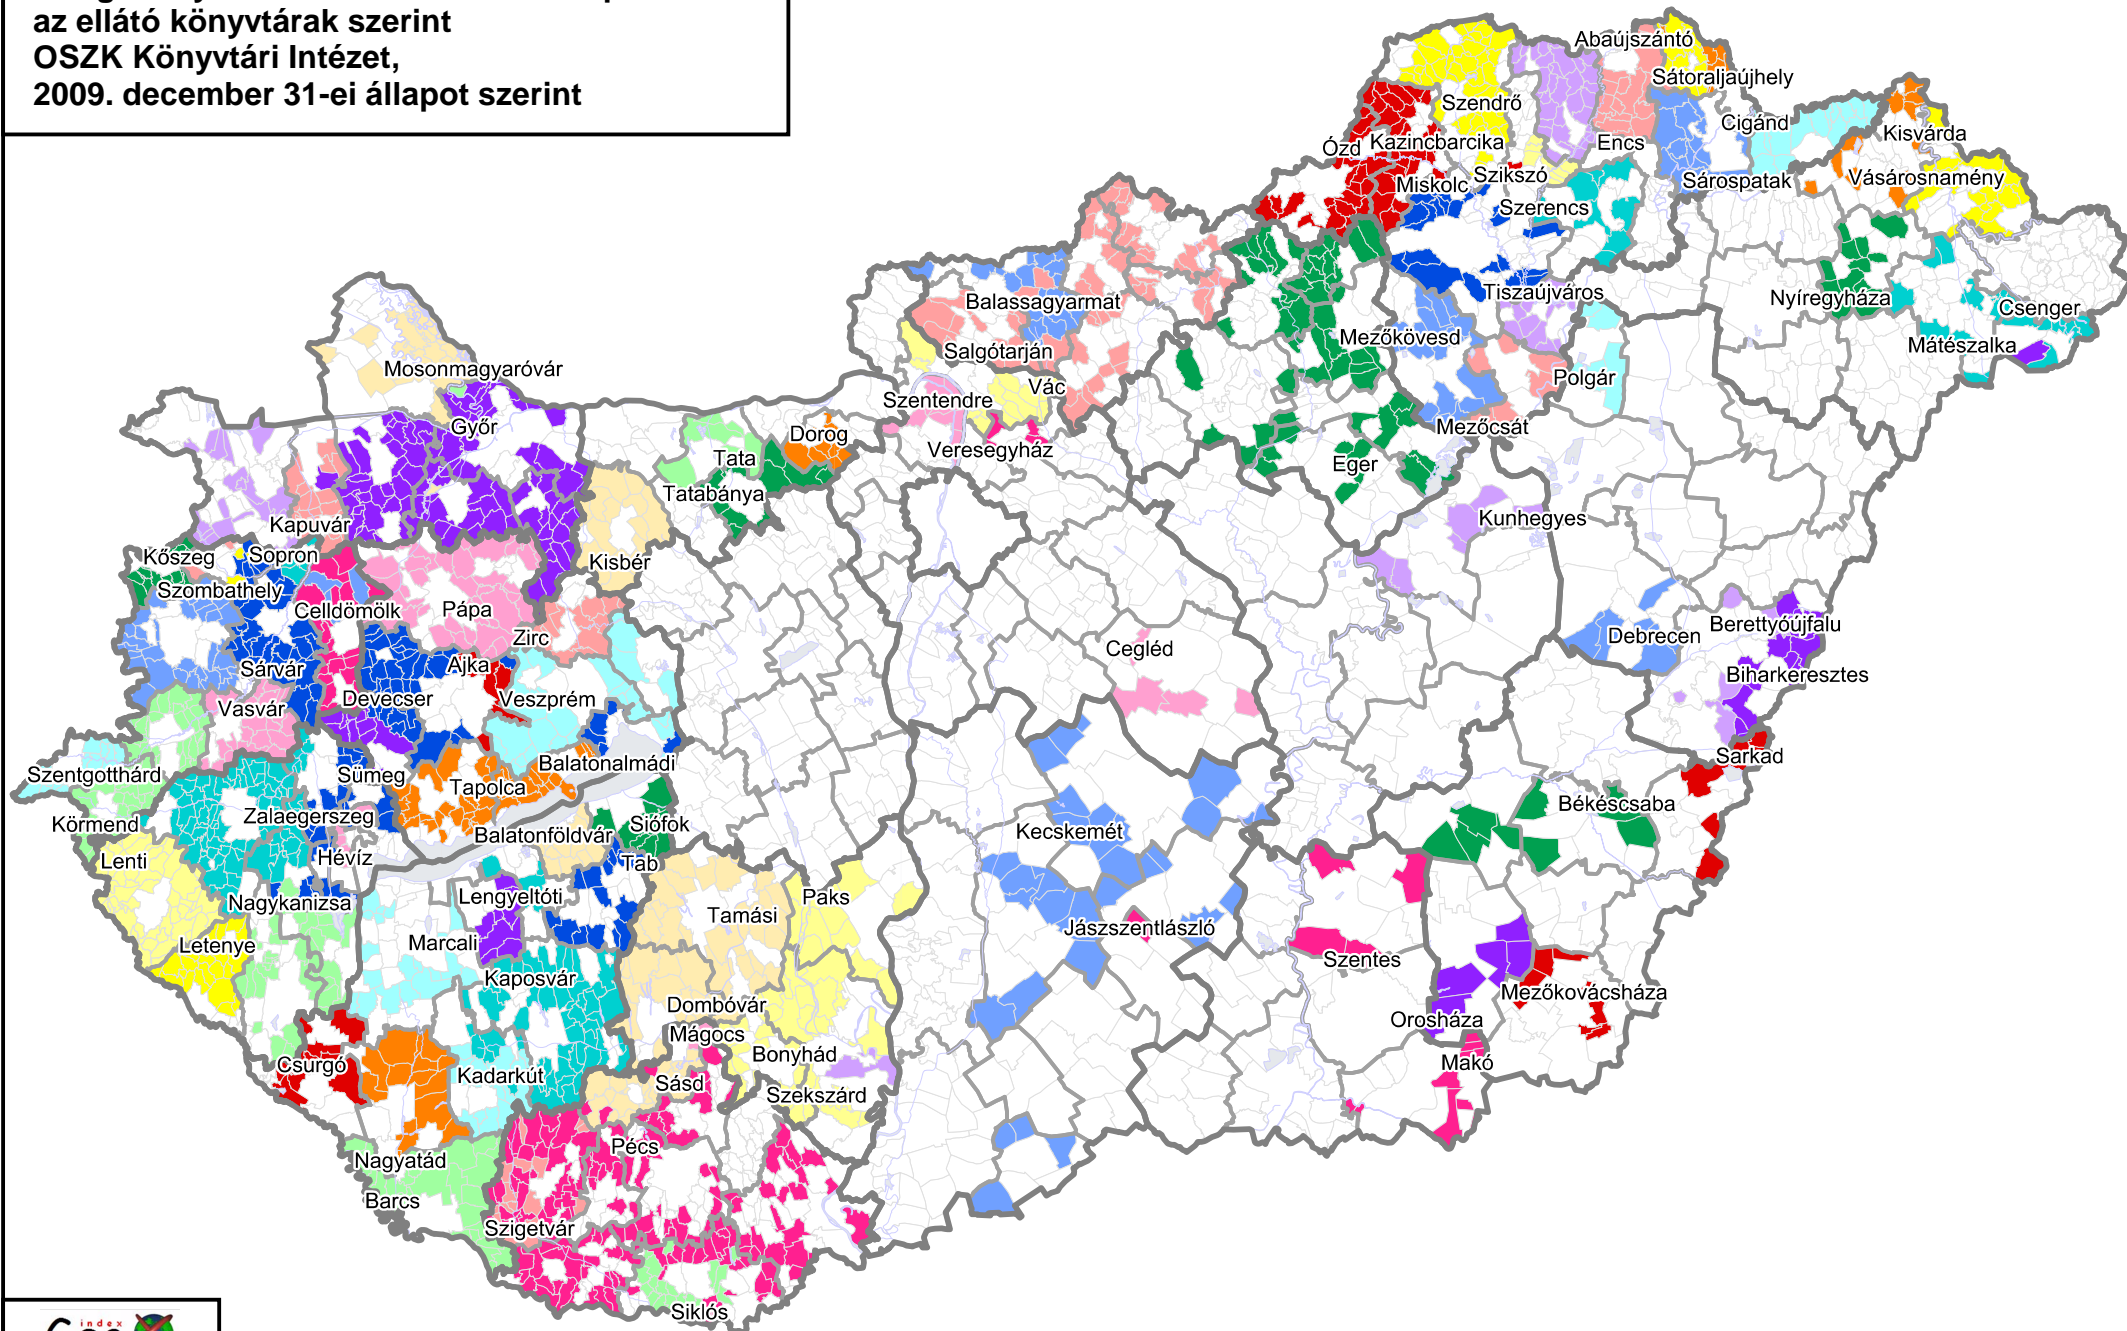 az ellátó könyvtárak szerint
OSZK Könyvtári Intézet,
2009. december 31-ei állapot szerint
Abaújszántó
Sátoraljaújhely
Szendrő
Cigánd
Kisvárda
Ózd
Kazincbarcika
Encs
Szikszó
Miskolc
Sárospatak
Vásárosnamény
Szerencs
Tiszaújváros
Nyíregyháza
Csenger
Balassagyarmat
Mezőkövesd
Mátészalka
Salgótarján
Mosonmagyaróvár
Polgár
Vác
Szentendre
Győr
Mezőcsát
Dorog
Veresegyház
Tata
Eger
Tatabánya
Kapuvár
Kunhegyes
Kőszeg
Sopron
Kisbér
Szombathely
Celldömölk
Pápa
Zirc
Debrecen
Berettyóújfalu
Cegléd
Sárvár
Ajka
Biharkeresztes
Devecser
Veszprém
Vasvár
Sarkad
Szentgotthárd
Sümeg
Balatonalmádi
Tapolca
Békéscsaba
Körmend
Zalaegerszeg
Balatonföldvár
Siófok
Kecskemét
Lenti
Hévíz
Tab
Nagykanizsa
Lengyeltóti
Paks
Tamási
Jászszentlászló
Letenye
Marcali
Szentes
Kaposvár
Mezőkovácsháza
Dombóvár
Orosháza
Mágocs
Bonyhád
Csurgó
Kadarkút
Makó
Sásd
Szekszárd
Pécs
Nagyatád
Barcs
Szigetvár
Siklós
index